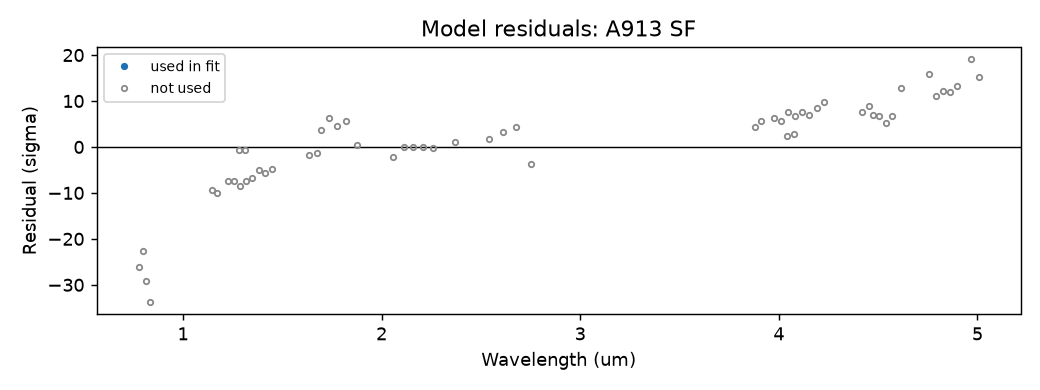 Model residuals: A913 SF
20
10
0
−10
−20
−30
used in fit
not used
Residual (sigma)
1
2
3
4
5
Wavelength (um)